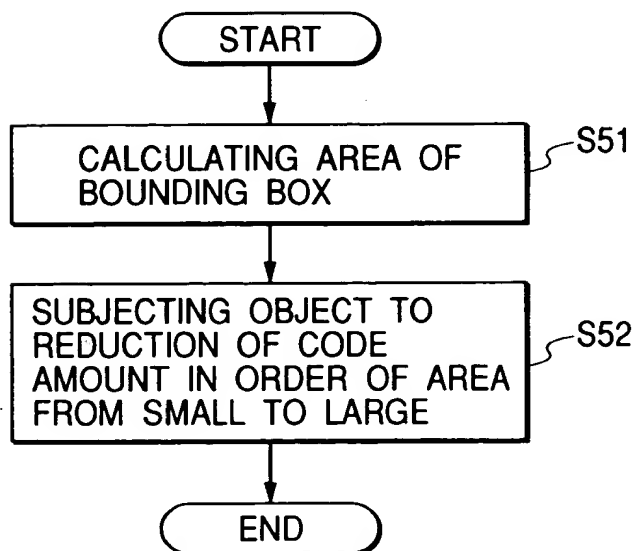 START
CALCULATING AREA OF
BOUNDING BOX
S51
SUBJECTING OBJECT TO
REDUCTION OF CODE
AMOUNT IN ORDER OF AREA
FROM SMALL TO LARGE
S52
END